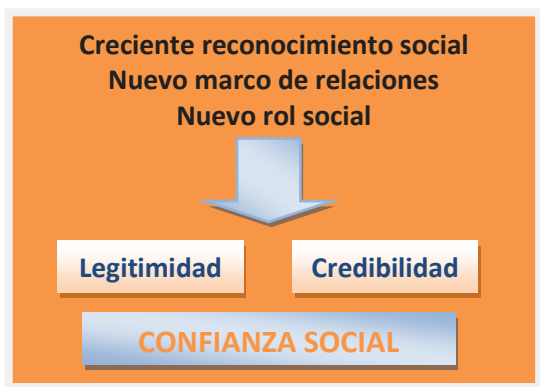 Creciente reconocimiento social
Nuevo marco de relaciones
Nuevo rol social
Legitimidad
Credibilidad
CONFIANZA SOCIAL